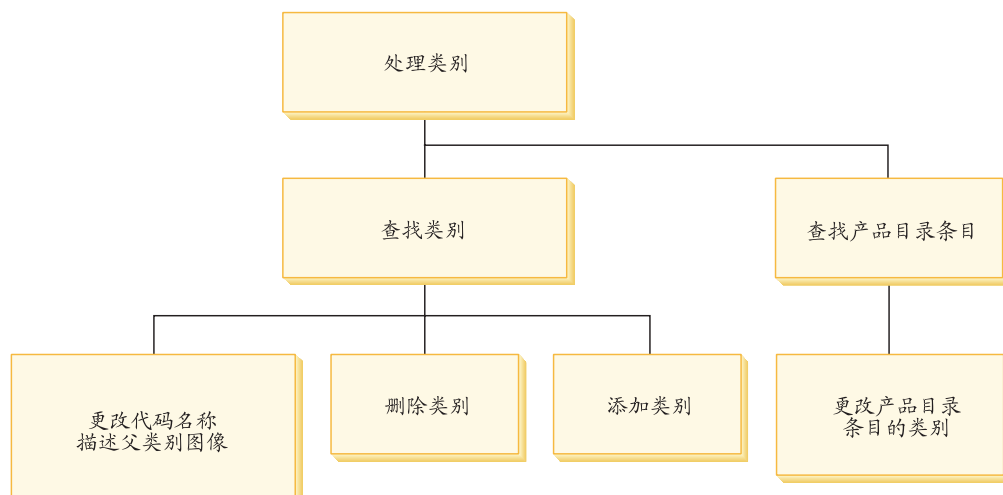 处理类别
查找类别
查找产品目录条目
更改代码名称
描述父类别图像
删除类别
添加类别
更改产品目录
条目的类别